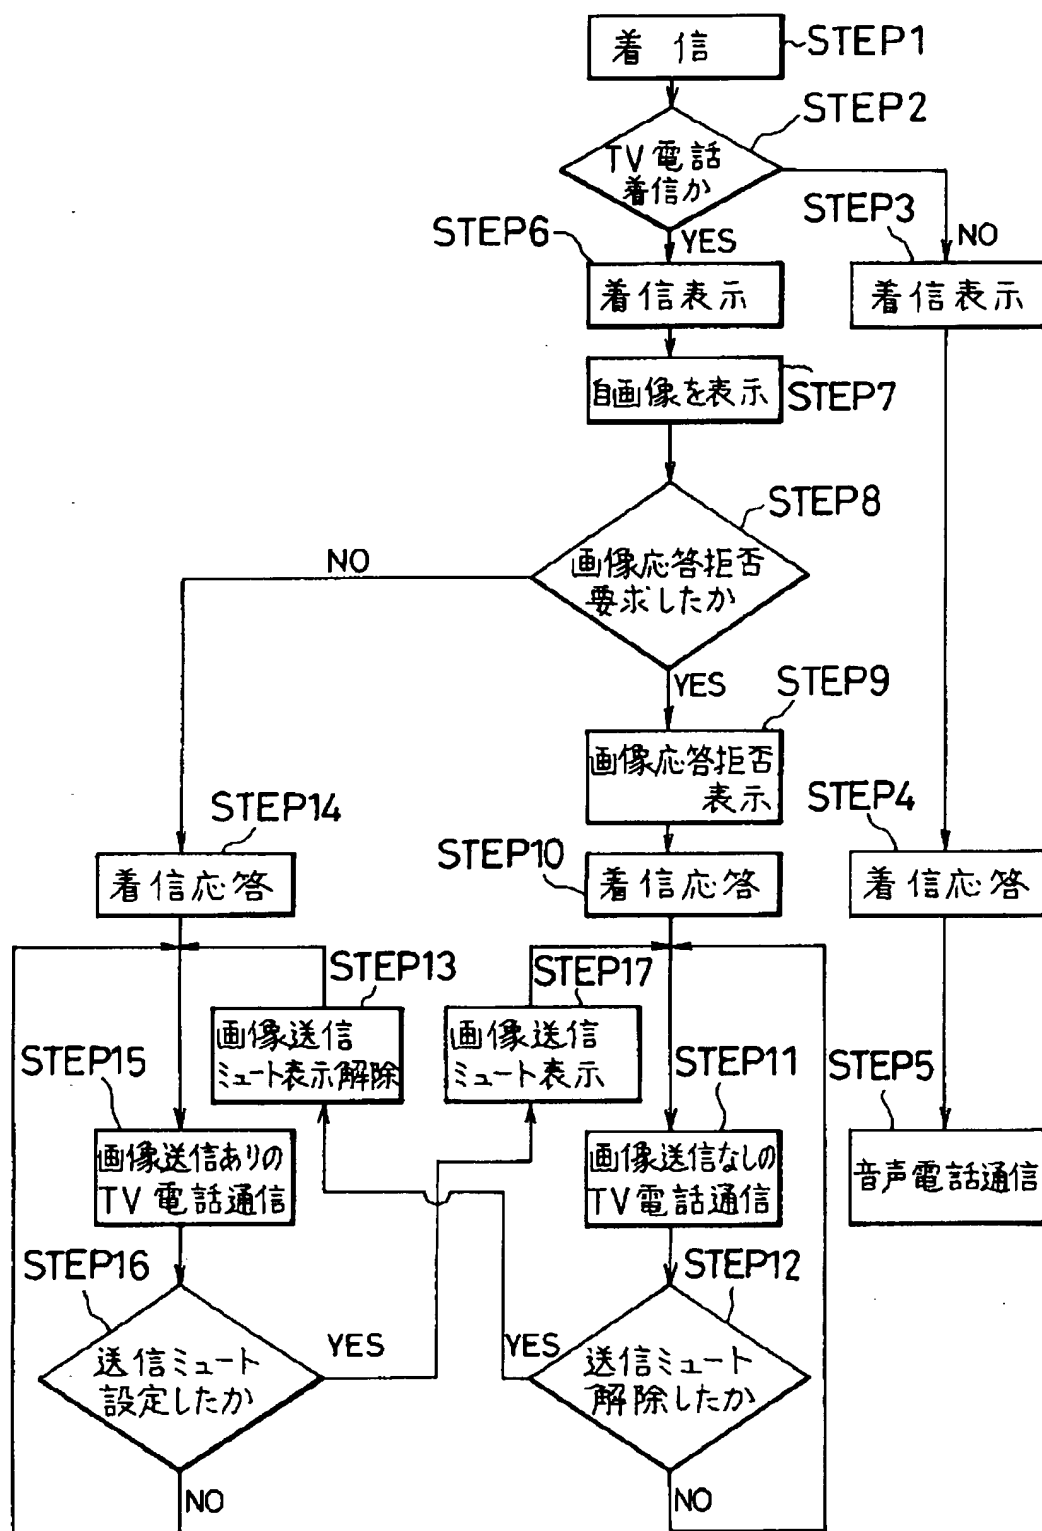 着信
STEP1
STEP2
TV電話
着信か
STEP3
NO
STEP6
YES
着信表示
着信表示
自画像を表示
STEP7
STEP8
NO
画像応答拒否
要求したか
YES
STEP9
画像応答拒否
表示
STEP14
STEP10
STEP4
着信応答
着信応答
着信応答
STEP13
STEP17
画像送信
ミュート表示解除
画像送信
ミュート表示
STEP15
STEP11
STEP5
画像送信ありの
TV電話通信
画像送信なしの
TV電話通信
音声電話通信
STEP16
STEP12
送信ミュート
設定したか
YES
YES
送信ミュート
解除したか
NO
NO